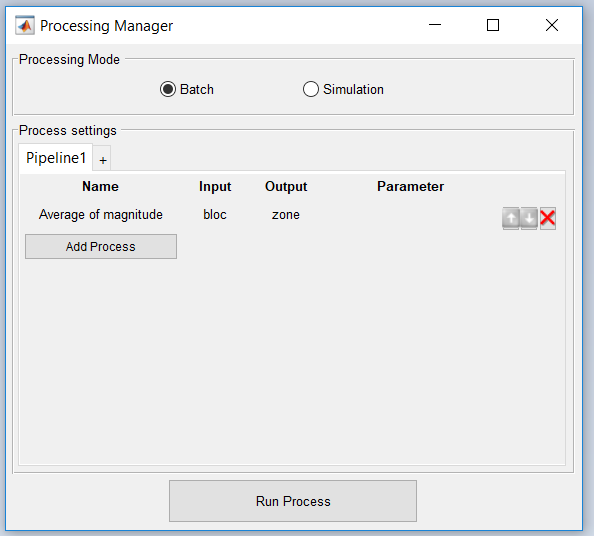 Processing Manager
Processing Mode
Batch
Simulation
Process settings
Pipeline1 +
Name Input Output Parameter
Average of magnitude bloc zone
Add Process
Run Process